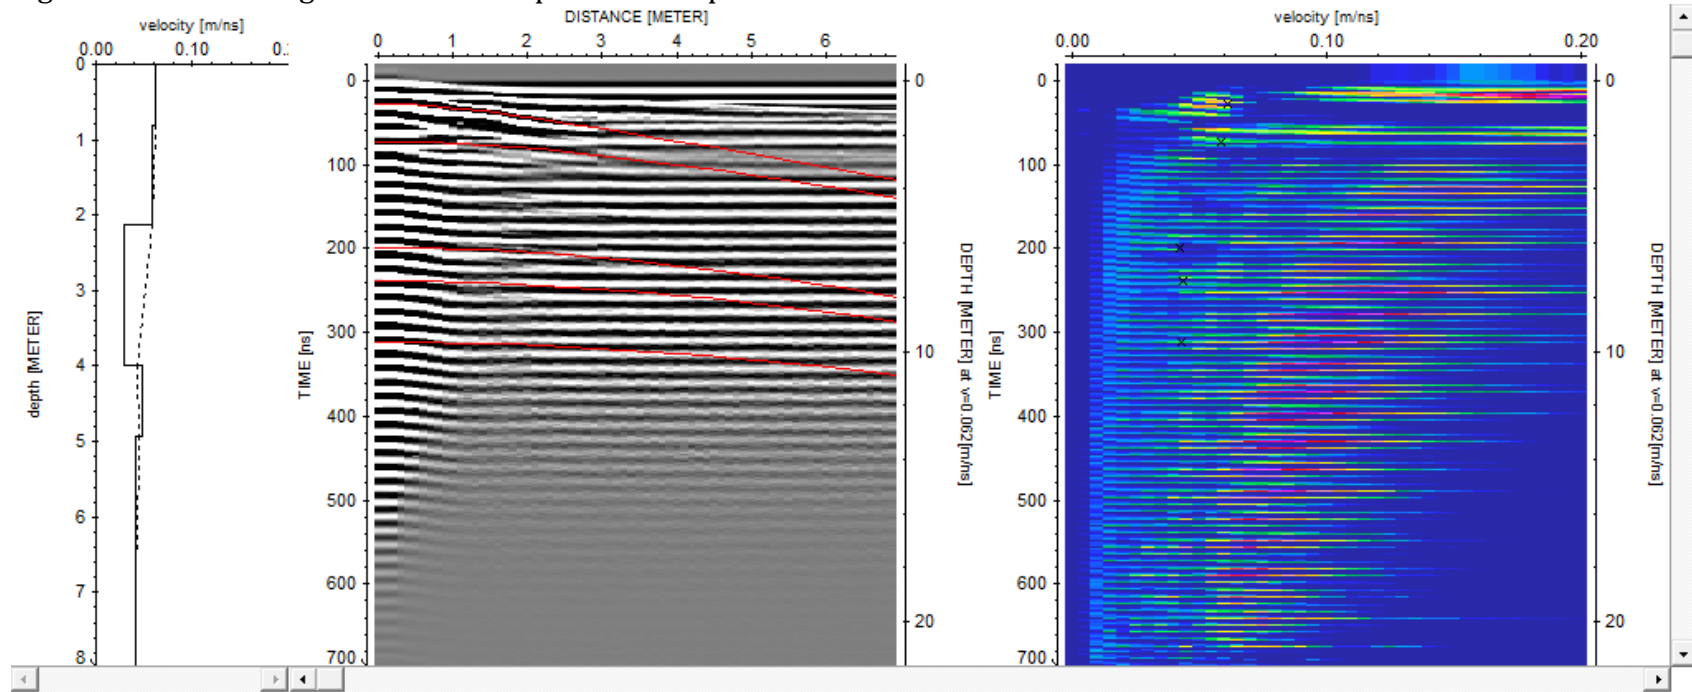 velocity [m/ns]
0.00 0.10 0.:
0
1
2
3
4
5
6
7
8
depth [METER]
DISTANCE [METER]
0 1 2 3 4 5 6
0
100
200
300
400
500
600
700
TIME [ns]
0
10
20
DEPTH [METER] at v=0.062[m/ns]
velocity [m/ns]
0.00 0.10 0.20
0
100
200
300
400
500
600
700
TIME [ns]
0
10
20
DEPTH [METER] at v=0.062[m/ns]